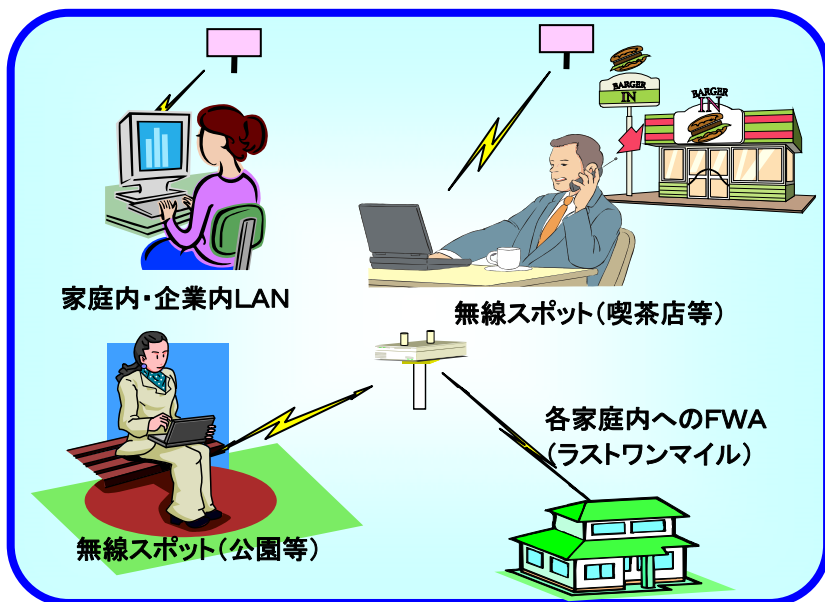 BARGER
IN
BARGER
IN
家庭内・企業内LAN
無線スポット(喫茶店等)
各家庭内へのFWA
(ラストワンマイル)
無線スポット(公園等)